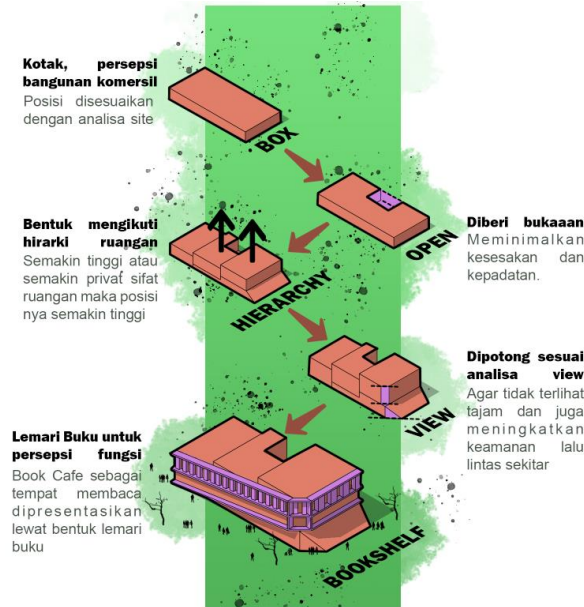 Kotak, persepsi
bangunan komersil
Posisi disesuaikan
dengan analisa site
BOX
Diberi bukaaan
Meminimalkan
kesesakan dan
kepadatan.
OPEN
Bentuk mengikuti
hirarki ruangan
Semakin tinggi atau
semakin privat sifat
ruangan maka posisi
nya semakin tinggi
HIERARCHY
Dipotong sesuai
analisa view
Agar tidak terlihat
tajam dan juga
meningkatkan
keamanan lalu
lintas sekitar
VIEW
Lemari Buku untuk
persepsi fungsi
Book Cafe sebagai
tempat membaca
dipresentasikan
lewat bentuk lemari
buku
BOOKSHELF